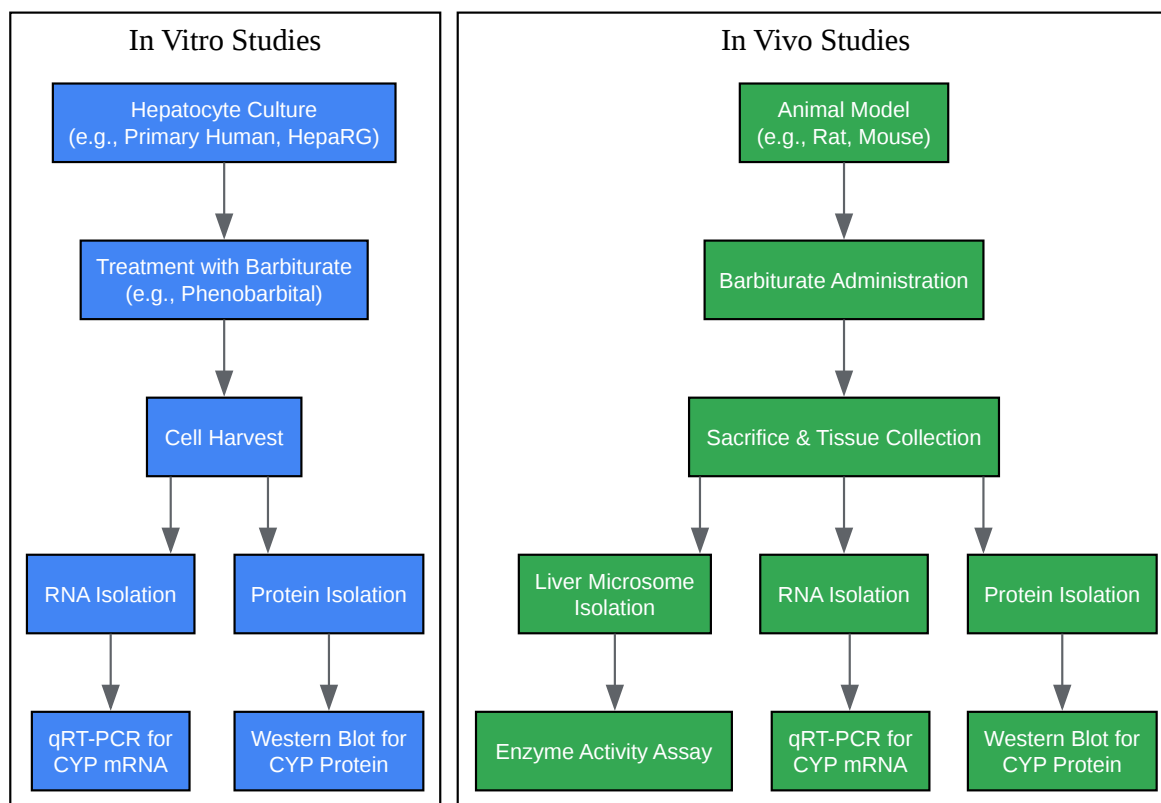 In Vitro Studies
Hepatocyte Culture
(e.g., Primary Human, HepaRG)
Treatment with Barbiturate
(e.g., Phenobarbital)
Cell Harvest
RNA Isolation
Protein Isolation
qRT-PCR for
CYP mRNA
Western Blot for
CYP Protein
In Vivo Studies
Animal Model
(e.g., Rat, Mouse)
Barbiturate Administration
Sacrifice & Tissue Collection
Liver Microsome
Isolation
RNA Isolation
Protein Isolation
Enzyme Activity Assay
qRT-PCR for
CYP mRNA
Western Blot for
CYP Protein